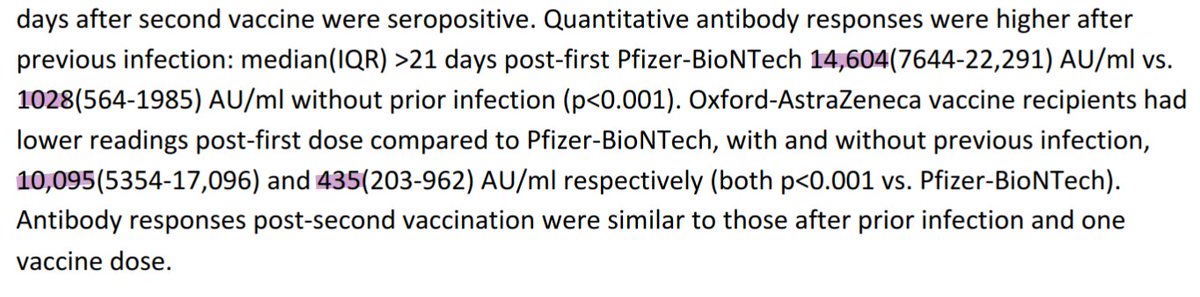 days after second vaccine were seropositive. Quantitative antibody responses were higher after
previous infection: median(IQR) >21 days post-first Pfizer-BioNTech 14,604(7644-22,291) AU/ml vs.
1028(564-1985) AU/ml without prior infection (p<0.001). Oxford-AstraZeneca vaccine recipients had
lower readings post-first dose compared to Pfizer-BioNTech, with and without previous infection,
10,095(5354-17,096) and 435(203-962) AU/ml respectively (both p<0.001 vs. Pfizer-BioNTech).
Antibody responses post-second vaccination were similar to those after prior infection and one
vaccine dose.